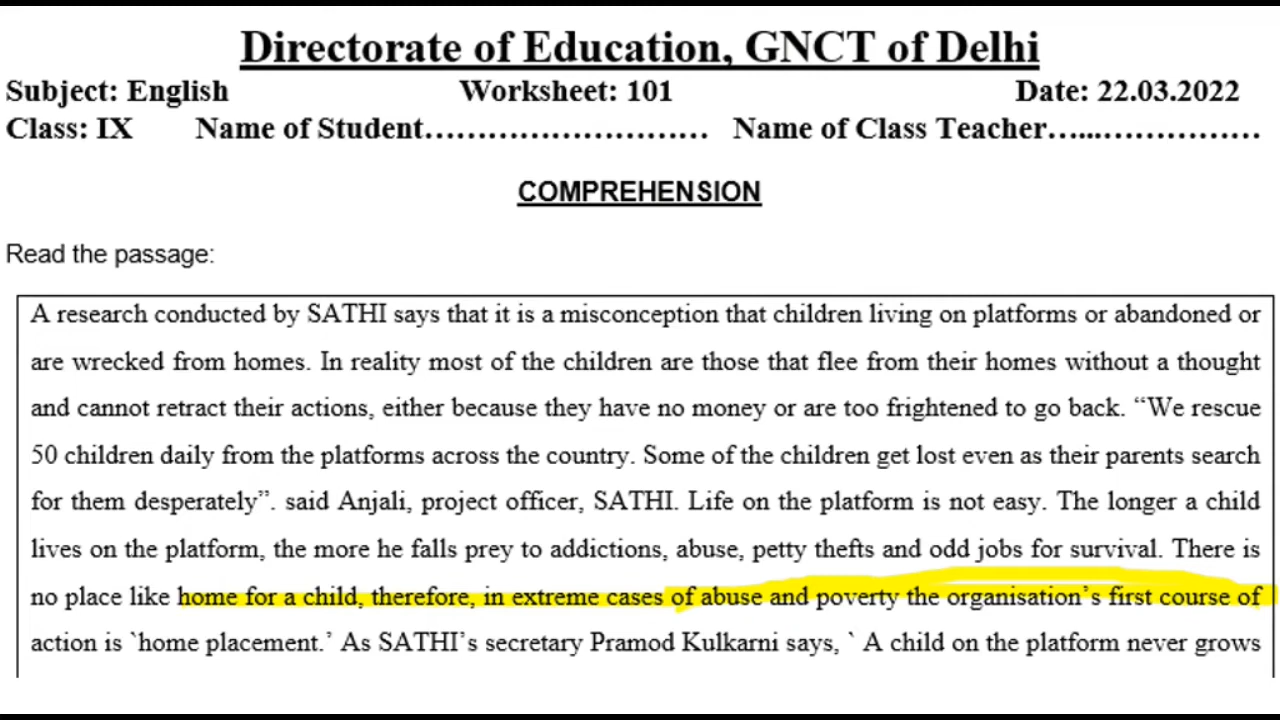 Directorate of Education, GNCT of Delhi
Subject: English Worksheet: 101 Date: 22.03.2022
Class: IX Name of Student……………………… Name of Class Teacher…...……………
COMPREHENSION
Read the passage:
A research conducted by SATHI says that it is a misconception that children living on platforms or abandoned or
are wrecked from homes. In reality most of the children are those that flee from their homes without a thought
and cannot retract their actions, either because they have no money or are too frightened to go back. “We rescue
50 children daily from the platforms across the country. Some of the children get lost even as their parents search
for them desperately”. said Anjali, project officer, SATHI. Life on the platform is not easy. The longer a child
lives on the platform, the more he falls prey to addictions, abuse, petty thefts and odd jobs for survival. There is
no place like home for a child, therefore, in extreme cases of abuse and poverty the organisation’s first course of
action is `home placement.’ As SATHI’s secretary Pramod Kulkarni says, ` A child on the platform never grows